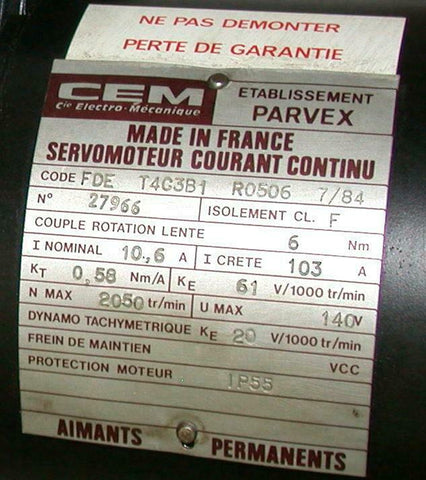 NE PAS DEMONTER
PERTE DE GARANTIE
CEM
Cie Electro-Mécanique
ETABLISSEMENT
PARVEX
MADE IN FRANCE
SERVOMOTEUR COURANT CONTINU
CODE FDE T4C3B1 R0506 7/84
N° 27966 ISOLEMENT CL. F
COUPLE ROTATION LENTE 6 Nm
I NOMINAL 10,6 A I CRETE 103 A
KT 0,58 Nm/A KE 61 V/1000 tr/min
N MAX 2050 tr/min U MAX 140 V
DYNAMO TACHYMETRIQUE KE 20 V/1000 tr/min
FREIN DE MAINTIEN VCC
PROTECTION MOTEUR IP55
AIMANTS PERMANENTS